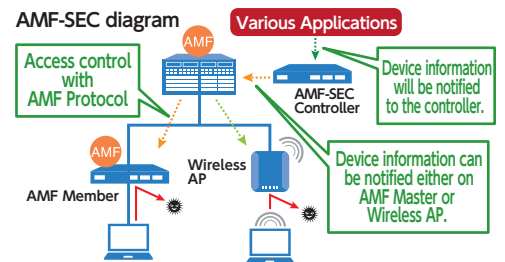 AMF-SEC diagram
Various Applications
AMF
Access control
with
AMF Protocol
AMF-SEC
Controller
Device information
will be notified
to the controller.
AMF
AMF Member
Wireless
AP
Device information can
be notified either on
AMF Master or
Wireless AP.